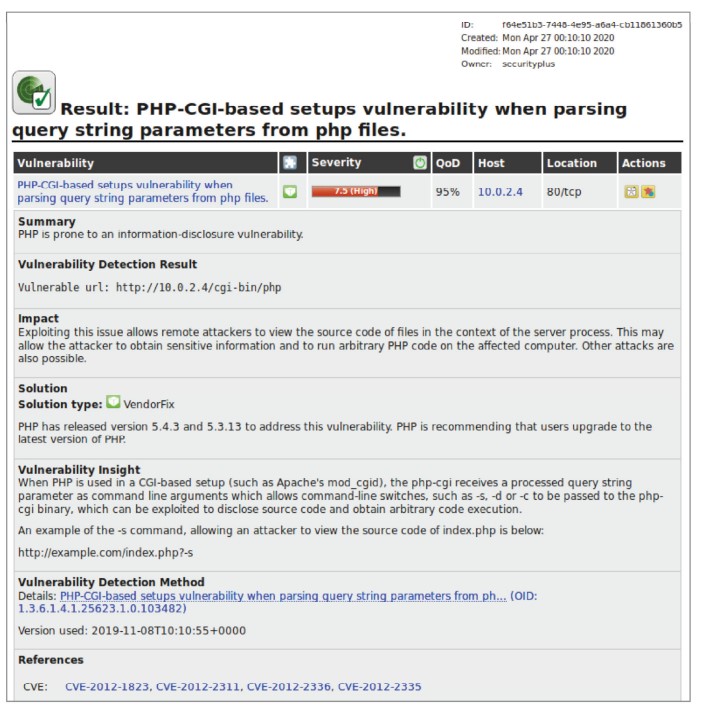 ID: f64e51b3-7448-4e95-a6a4-cb11861360b5
Created: Mon Apr 27 00:10:10 2020
Modified: Mon Apr 27 00:10:10 2020
Owner: securityplus
Result: PHP-CGI-based setups vulnerability when parsing
query string parameters from php files.
Vulnerability Severity QoD Host Location Actions
PHP-CGI-based setups vulnerability when
parsing query string parameters from php files. 7.5 (High) 95% 10.0.2.4 80/tcp
Summary
PHP is prone to an information-disclosure vulnerability.
Vulnerability Detection Result
Vulnerable url: http://10.0.2.4/cgi-bin/php
Impact
Exploiting this issue allows remote attackers to view the source code of files in the context of the server process. This may
allow the attacker to obtain sensitive information and to run arbitrary PHP code on the affected computer. Other attacks are
also possible.
Solution
Solution type: VendorFix
PHP has released version 5.4.3 and 5.3.13 to address this vulnerability. PHP is recommending that users upgrade to the
latest version of PHP.
Vulnerability Insight
When PHP is used in a CGI-based setup (such as Apache's mod_cgid), the php-cgi receives a processed query string
parameter as command line arguments which allows command-line switches, such as -s, -d or -c to be passed to the php-
cgi binary, which can be exploited to disclose source code and obtain arbitrary code execution.
An example of the -s command, allowing an attacker to view the source code of index.php is below:
http://example.com/index.php?-s
Vulnerability Detection Method
Details: PHP-CGI-based setups vulnerability when parsing query string parameters from ph... (OID:
1.3.6.1.4.1.25623.1.0.103482)
Version used: 2019-11-08T10:10:55+0000
References
CVE: CVE-2012-1823, CVE-2012-2311, CVE-2012-2336, CVE-2012-2335